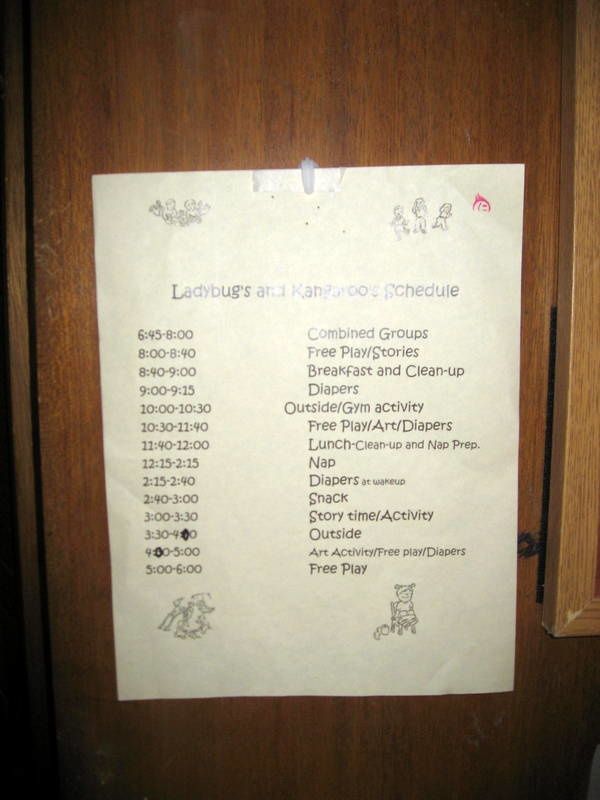 Ladybug's and Kangaroo's Schedule
6:45-8:00 Combined Groups
8:00-8:40 Free Play/Stories
8:40-9:00 Breakfast and Clean-up
9:00-9:15 Diapers
10:00-10:30 Outside/Gym activity
10:30-11:40 Free Play/Art/Diapers
11:40-12:00 Lunch-Clean-up and Nap Prep.
12:15-2:15 Nap
2:15-2:40 Diapers at wakeup
2:40-3:00 Snack
3:00-3:30 Story time/Activity
3:30-4:00 Outside
4:00-5:00 Art Activity/Free play/Diapers
5:00-6:00 Free Play